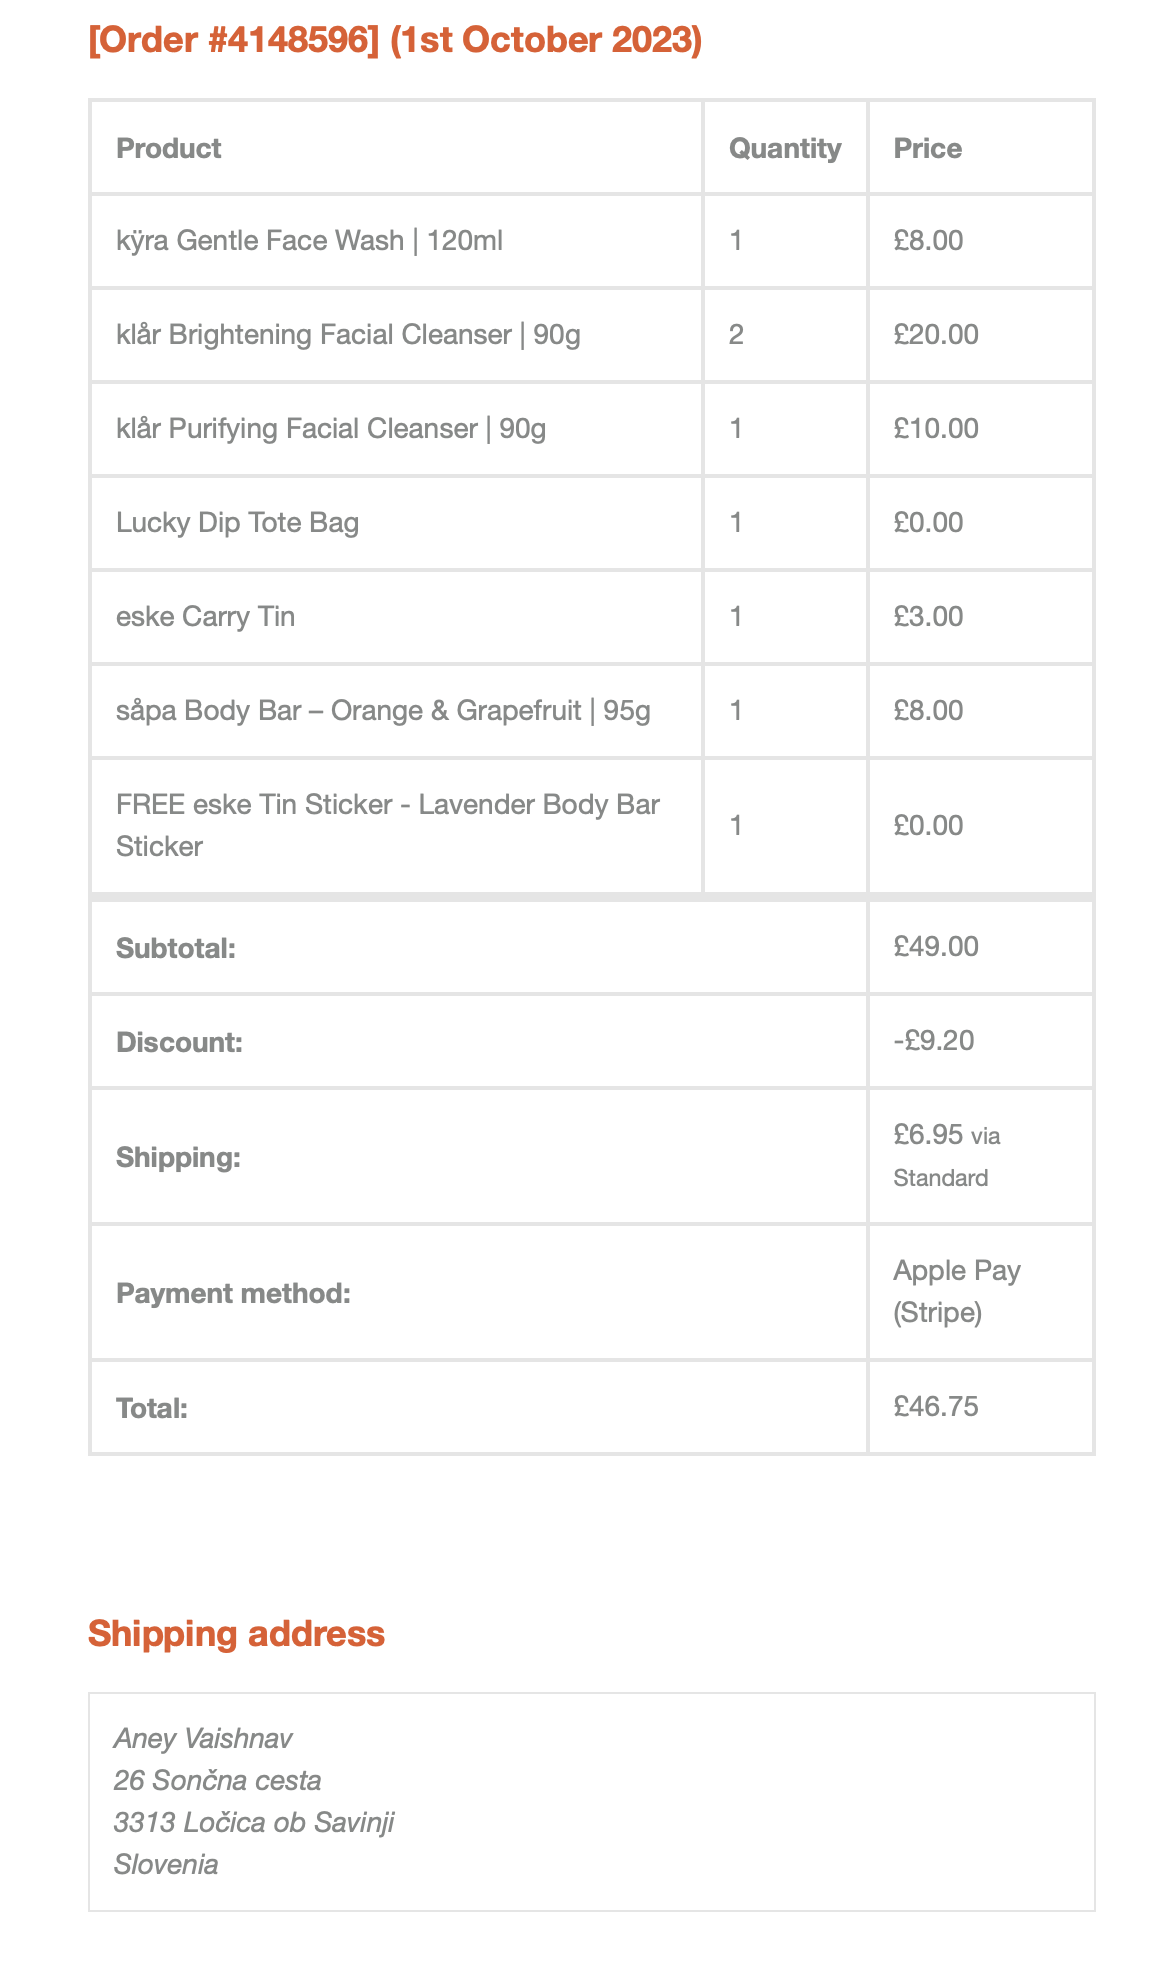 [Order #4148596] (1st October 2023)
Product Quantity Price
kÿra Gentle Face Wash | 120ml 1 £8.00
klår Brightening Facial Cleanser | 90g 2 £20.00
klår Purifying Facial Cleanser | 90g 1 £10.00
Lucky Dip Tote Bag 1 £0.00
eske Carry Tin 1 £3.00
såpa Body Bar – Orange & Grapefruit | 95g 1 £8.00
FREE eske Tin Sticker - Lavender Body Bar
Sticker 1 £0.00
Subtotal: £49.00
Discount: -£9.20
Shipping: £6.95 via
Standard
Payment method: Apple Pay
(Stripe)
Total: £46.75
Shipping address
Aney Vaishnav
26 Sončna cesta
3313 Ločica ob Savinji
Slovenia